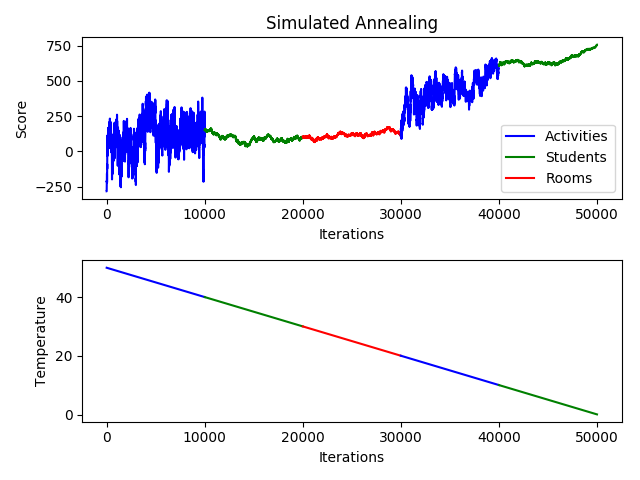 Simulated Annealing
750
500
250
0
−250
Score
Activities
Students
Rooms
0 10000 20000 30000 40000 50000
Iterations
40
20
0
Temperature
0 10000 20000 30000 40000 50000
Iterations